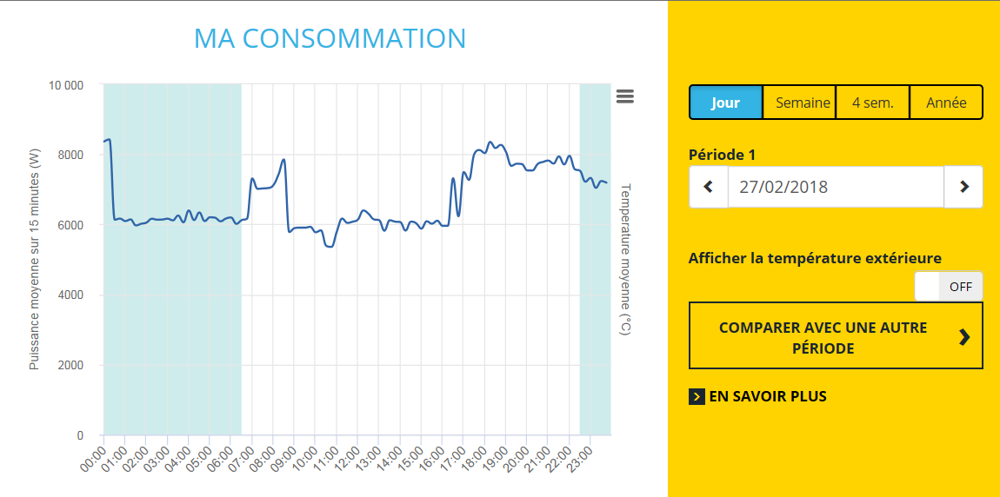 MA CONSOMMATION
Puissance moyenne sur 15 minutes (W)
10 000
8000
6000
4000
2000
0
00:00
01:00
02:00
03:00
04:00
05:00
06:00
07:00
08:00
09:00
10:00
11:00
12:00
13:00
14:00
15:00
16:00
17:00
18:00
19:00
20:00
21:00
22:00
23:00
Temperature moyenne (°C)
Jour
Semaine
4 sem.
Année
Période 1
27/02/2018
Afficher la température extérieure
OFF
COMPARER AVEC UNE AUTRE
PÉRIODE
EN SAVOIR PLUS